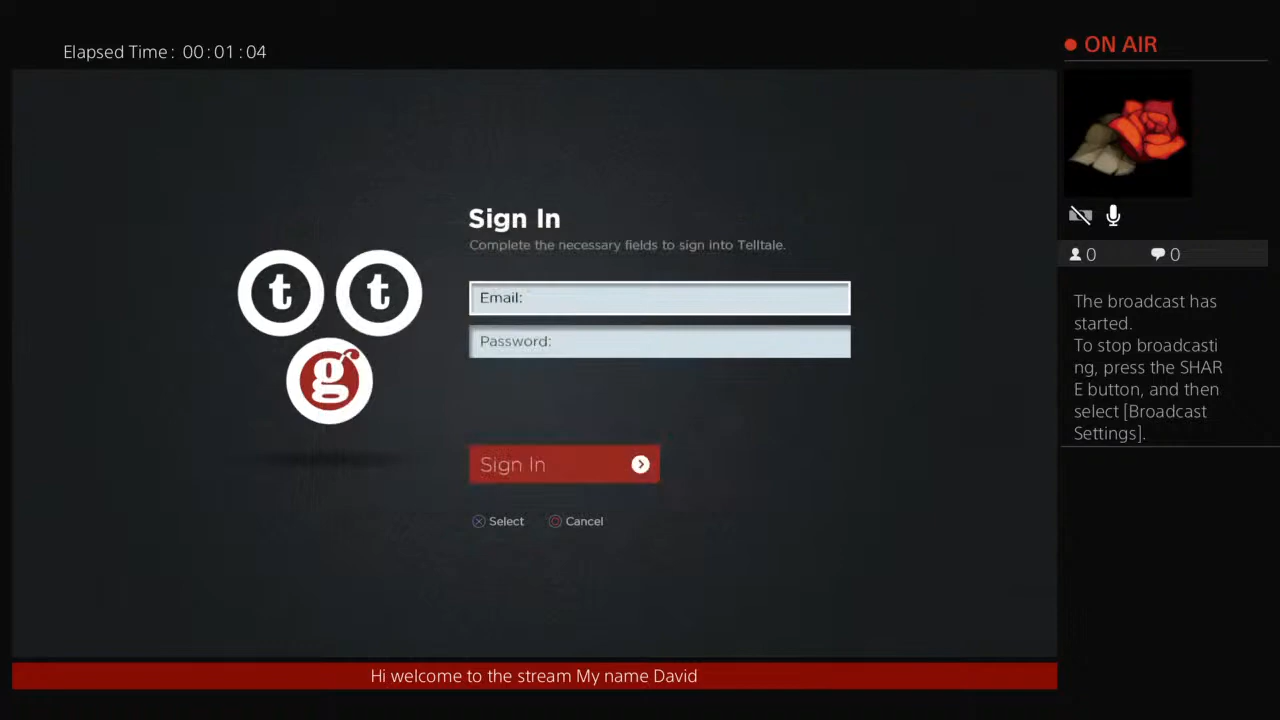 Elapsed Time: 00:01:04
ON AIR
Sign In
Complete the necessary fields to sign into Telltale.
t t
g
Email:
Password:
Sign In
Select Cancel
0 0
The broadcast has
started.
To stop broadcasti
ng, press the SHAR
E button, and then
select [Broadcast
Settings].
Hi welcome to the stream My name David